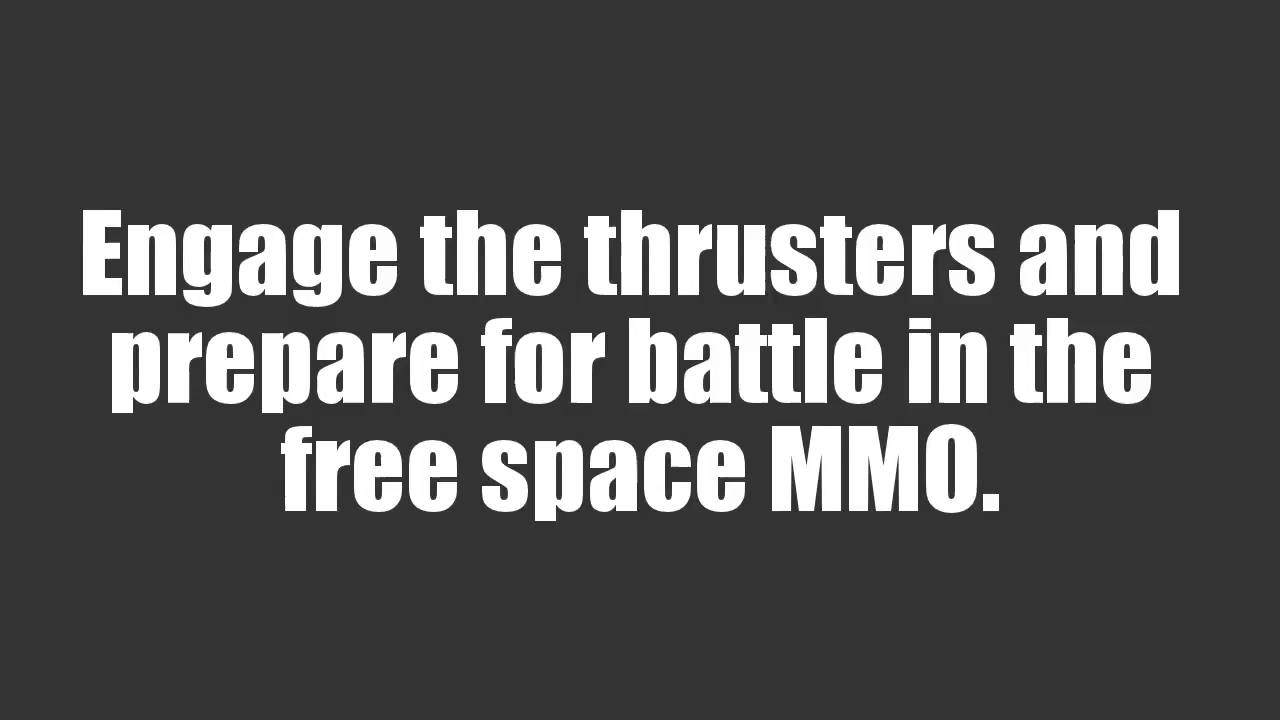 Engage the thrusters and
prepare for battle in the
free space MMO.